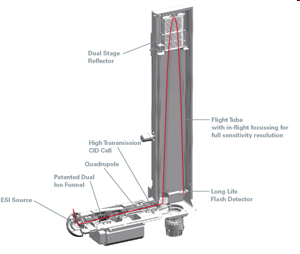 Dual Stage
Reflector
Flight Tube
with in-flight focussing for
full sensitivity resolution
High Transmission
CID Cell
Quadrupole
Patented Dual
Ion Funnel
ESI Source
Long Life
Flash Detector